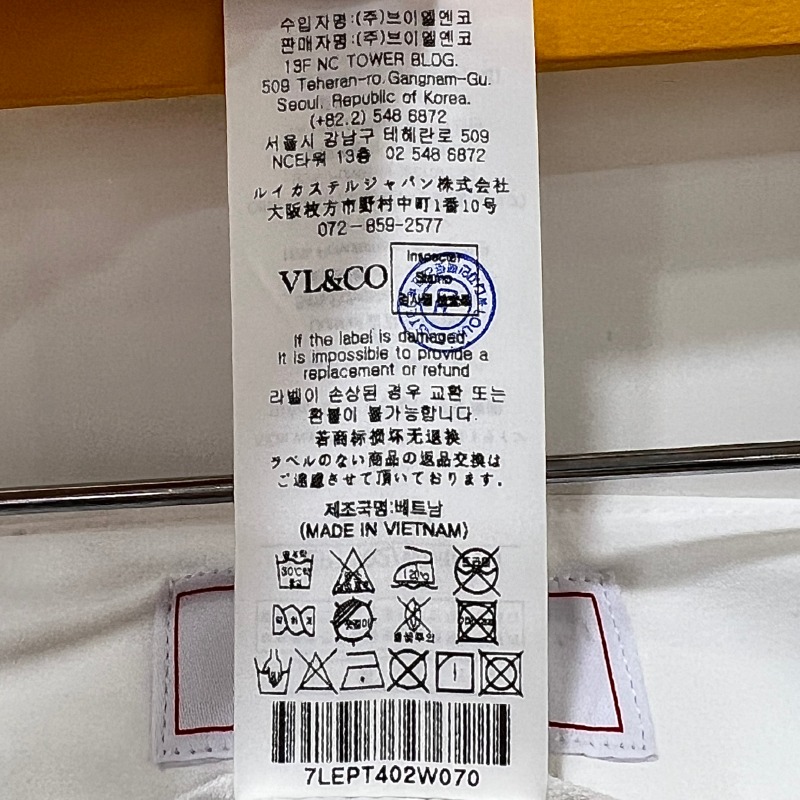 수입자명:(주)브이엘엔코
판매자명:(주)브이엘엔코
13F NC TOWER BLDG.
509 Teheran-ro. Gangnam-Gu.
Seoul, Republic of Korea.
(+82.2) 548 6872
서울시 강남구 테헤란로 509
NC타워 13층 02 548 6872
ルイカステルジャパン株式会社
大阪枚方市野村中町1番10号
072-859-2577
VL&CO
Inspector
Stamp
If the label is damaged
It is impossible to provide a
replacement or refund
라벨이 손상된 경우 교환 또는
환불이 불가능합니다.
若商标损坏无退换
ラベルのない商品の返品交換は
ご遠慮させて頂いております.
제조국명:베트남
(MADE IN VIETNAM)
30℃
120℃
7LEPT402W070